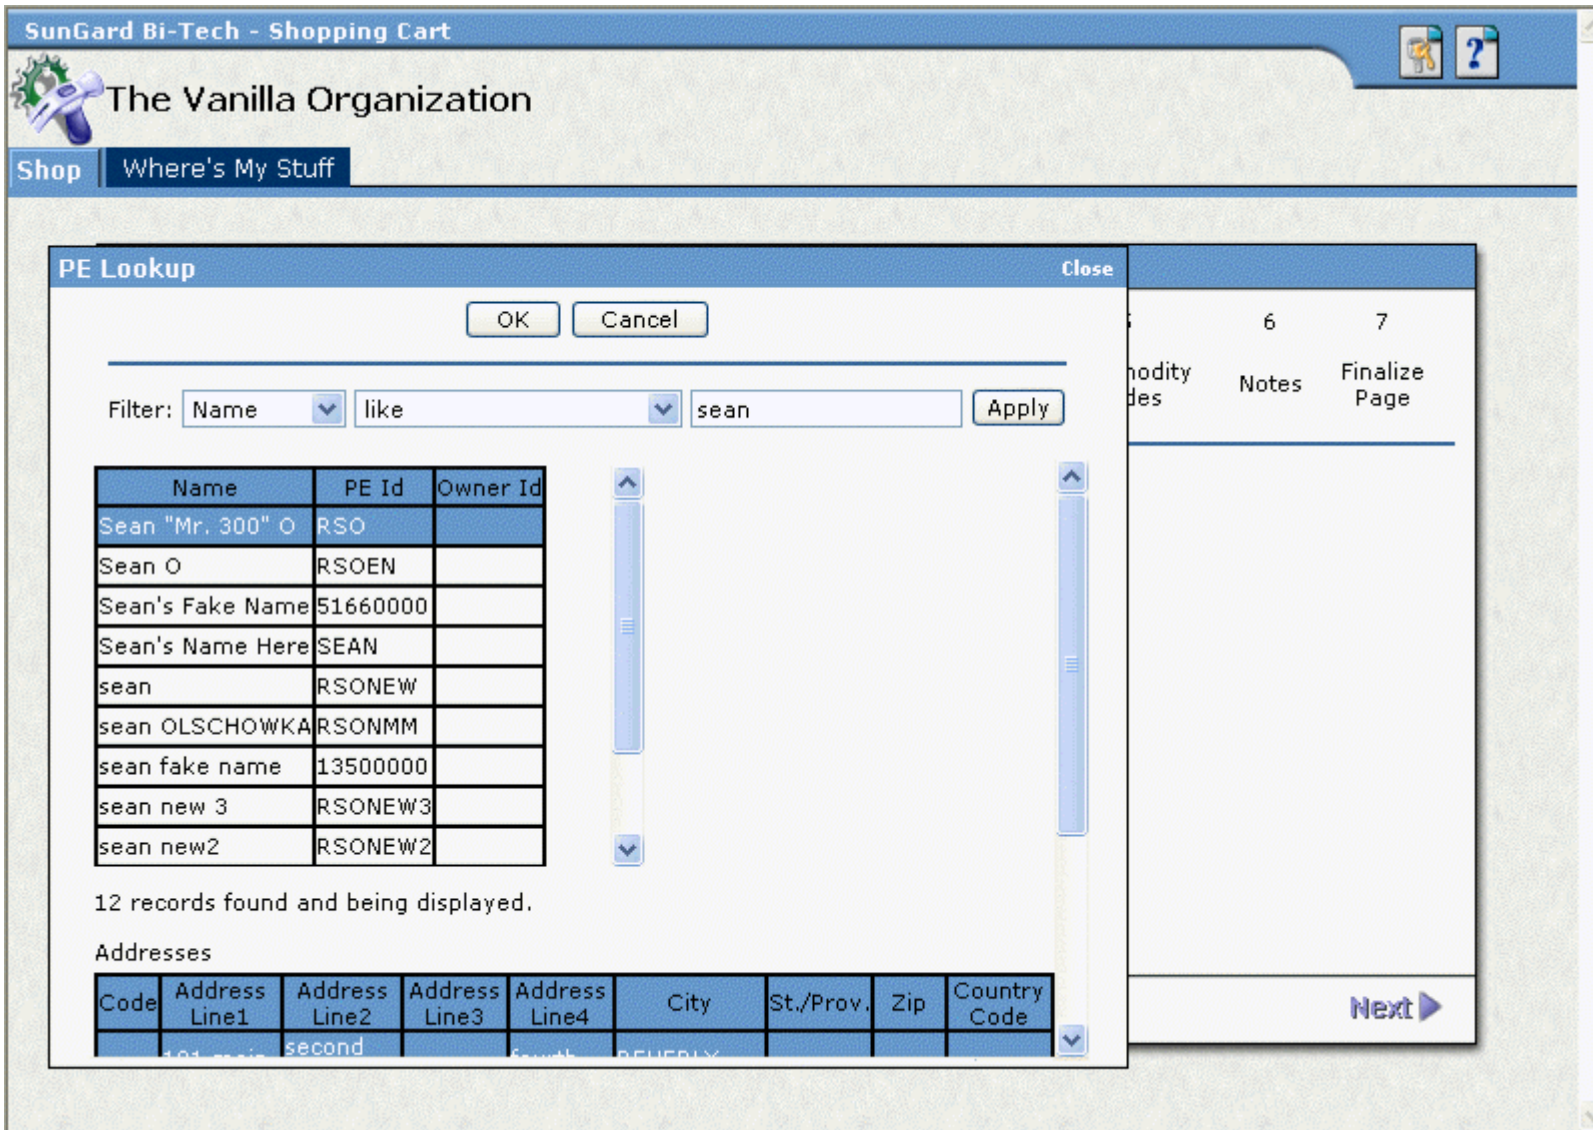 SunGard Bi-Tech - Shopping Cart
The Vanilla Organization
Shop Where's My Stuff
PE Lookup Close
OK Cancel
6 7
Notes Finalize Page
Filter: Name like sean Apply
Name PE Id Owner Id
Sean "Mr. 300" O RSO
Sean O RSOEN
Sean's Fake Name 51660000
Sean's Name Here SEAN
sean RSONEW
sean OLSCHOWKA RSONMM
sean fake name 13500000
sean new 3 RSONEW3
sean new2 RSONEW2
12 records found and being displayed.
Addresses
Code Address Line1 Address Line2 Address Line3 Address Line4 City St./Prov. Zip Country Code
second
Next